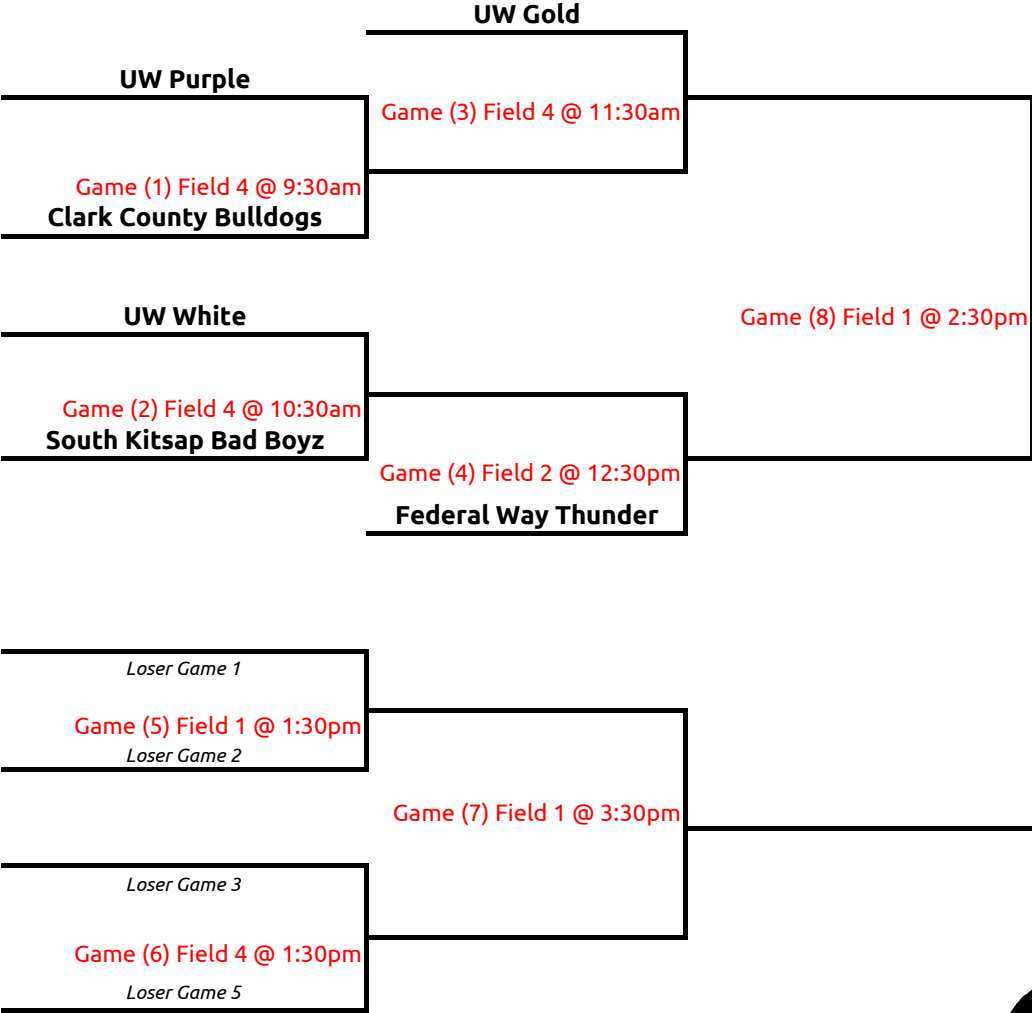 UW Gold
UW Purple
Game (3) Field 4 @ 11:30am
Game (1) Field 4 @ 9:30am
Clark County Bulldogs
UW White
Game (8) Field 1 @ 2:30pm
Game (2) Field 4 @ 10:30am
South Kitsap Bad Boyz
Game (4) Field 2 @ 12:30pm
Federal Way Thunder
Loser Game 1
Game (5) Field 1 @ 1:30pm
Loser Game 2
Game (7) Field 1 @ 3:30pm
Loser Game 3
Game (6) Field 4 @ 1:30pm
Loser Game 5